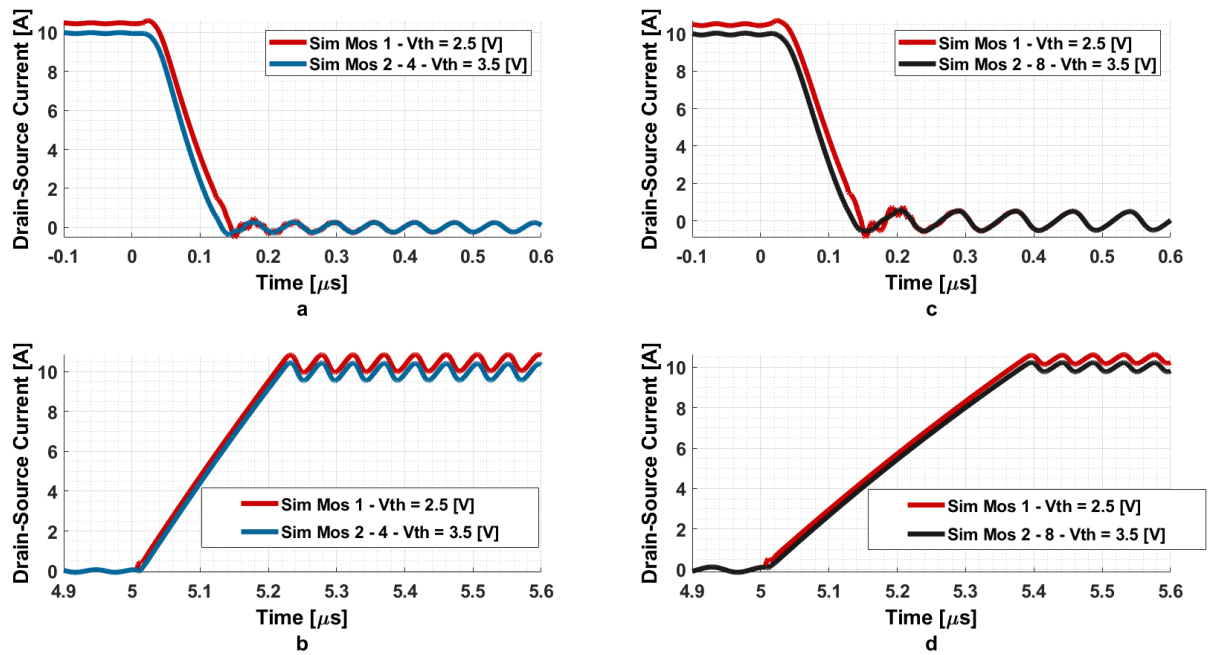 Drain-Source Current [A]
10
8
6
4
2
0
Sim Mos 1 - Vth = 2.5 [V]
Sim Mos 2 - 4 - Vth = 3.5 [V]
-0.1 0 0.1 0.2 0.3 0.4 0.5 0.6
Time [μs]
a
Drain-Source Current [A]
10
8
6
4
2
0
Sim Mos 1 - Vth = 2.5 [V]
Sim Mos 2 - 8 - Vth = 3.5 [V]
-0.1 0 0.1 0.2 0.3 0.4 0.5 0.6
Time [μs]
c
Drain-Source Current [A]
10
8
6
4
2
0
Sim Mos 1 - Vth = 2.5 [V]
Sim Mos 2 - 4 - Vth = 3.5 [V]
4.9 5 5.1 5.2 5.3 5.4 5.5 5.6
Time [μs]
b
Drain-Source Current [A]
10
8
6
4
2
0
Sim Mos 1 - Vth = 2.5 [V]
Sim Mos 2 - 8 - Vth = 3.5 [V]
4.9 5 5.1 5.2 5.3 5.4 5.5 5.6
Time [μs]
d